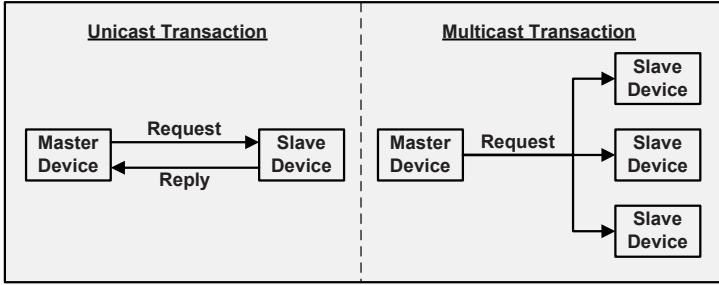 Unicast Transaction
Master
Device
Request
Reply
Slave
Device
Multicast Transaction
Master
Device
Request
Slave
Device
Slave
Device
Slave
Device